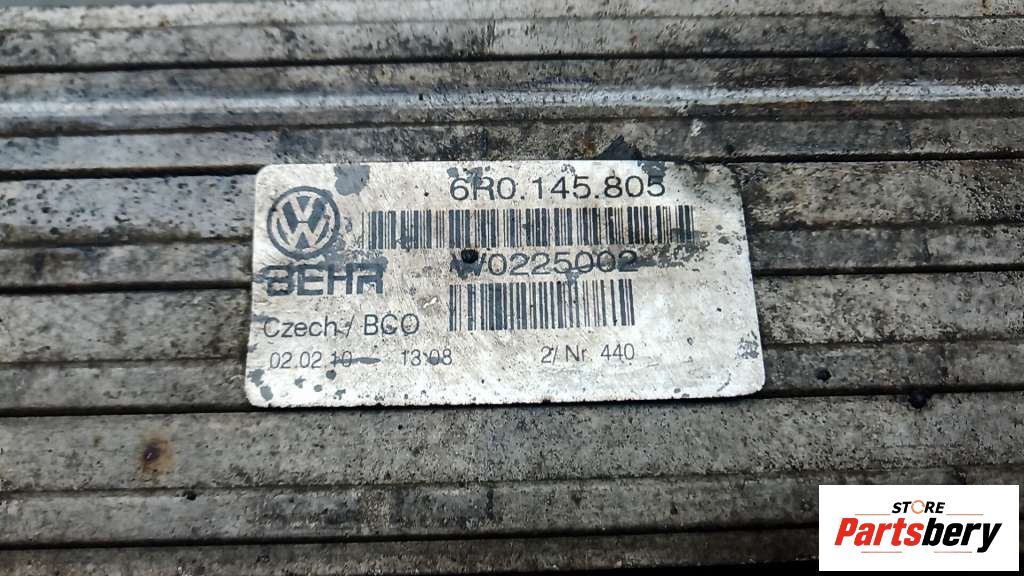 6R0.145.805
W
W0225002
BEHR
Czech / BCO
02.02.10 13:08 2/ Nr. 440
STORE
Partsbery